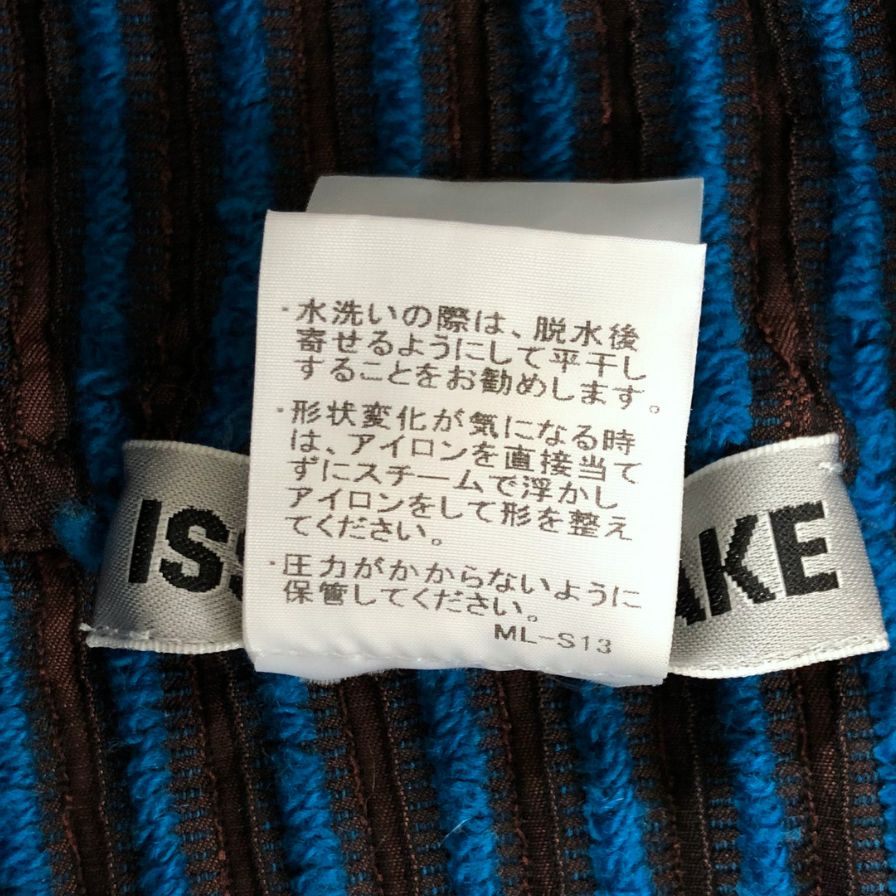 ・水洗いの際は、脱水後
寄せるようにして平干し
することをお勧めします。
・形状変化が気になる時
は、アイロンを直接当て
ずにスチームで浮かし
アイロンをして形を整え
てください。
・圧力がかからないように
保管してください。
ML-S13
ISS AKE